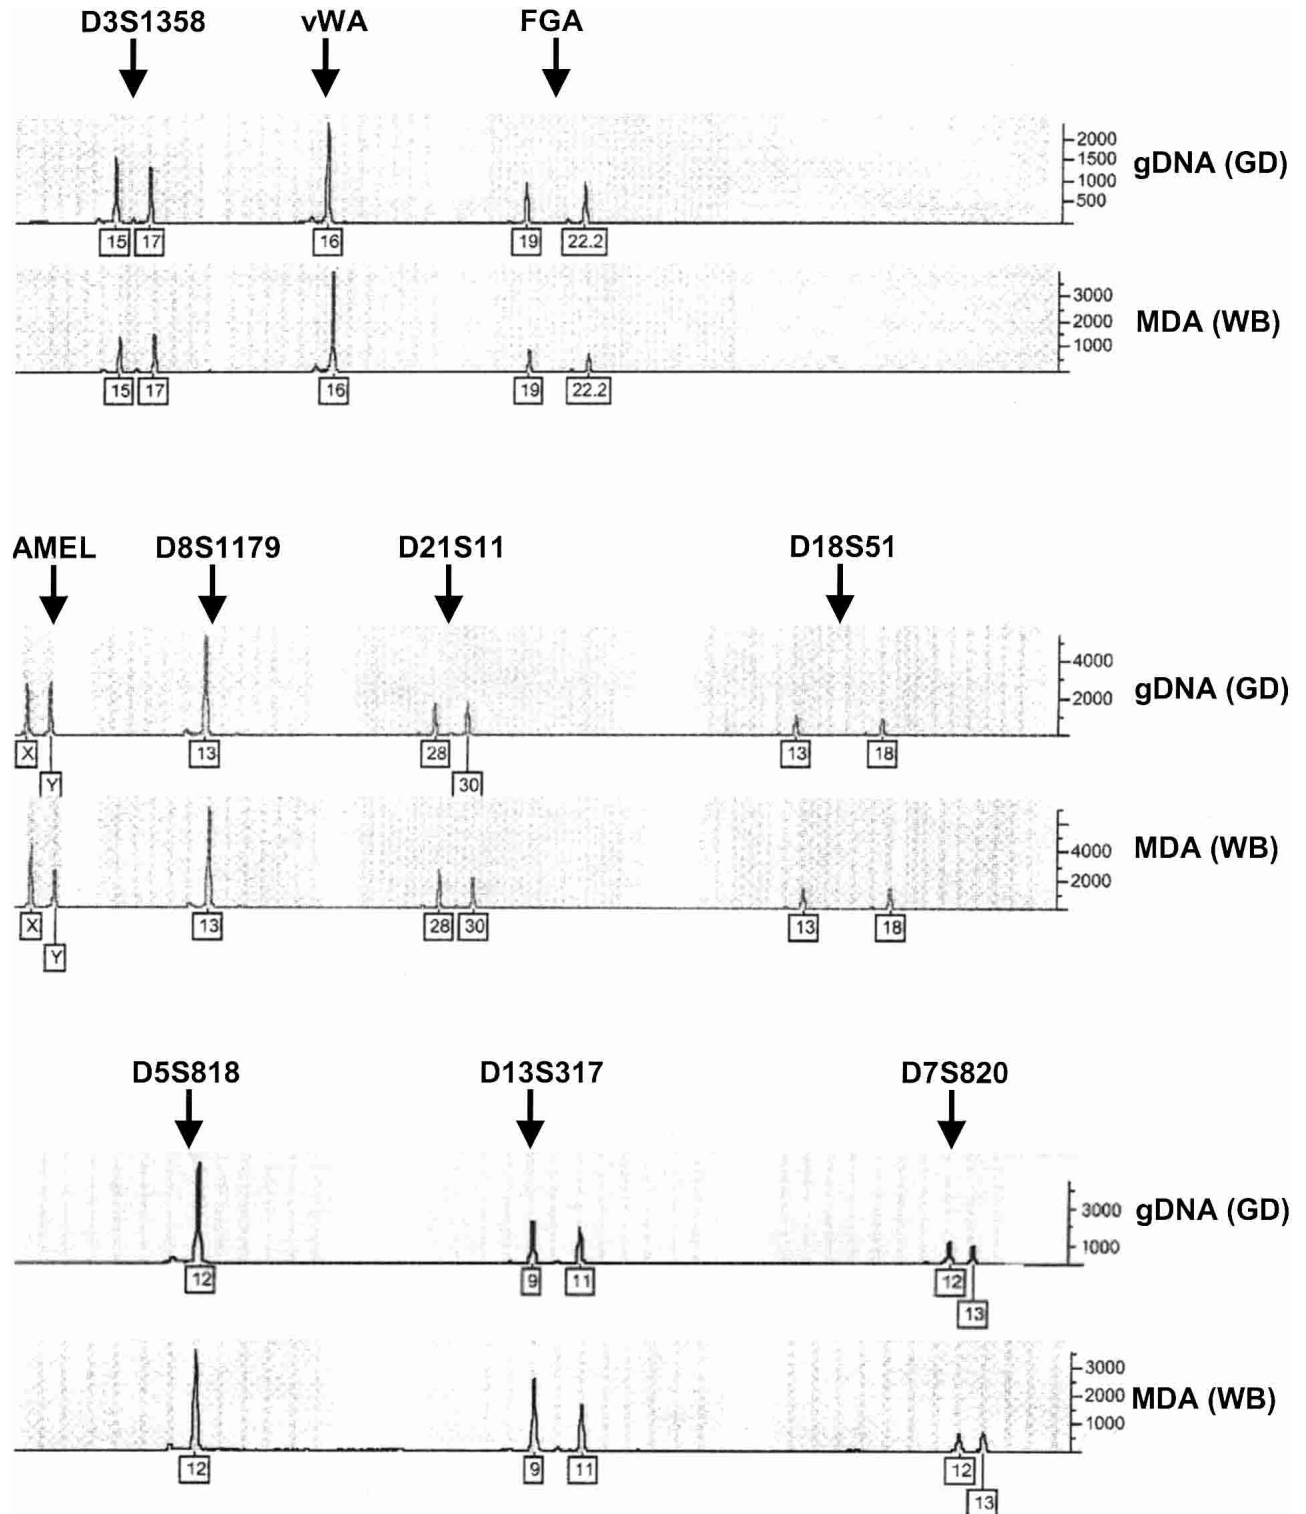 D3S1358 vWA FGA
2000
1500
1000
500
gDNA (GD)
15 17 16 19 22.2
3000
2000
1000
MDA (WB)
15 17 16 19 22.2
AMEL D8S1179 D21S11 D18S51
4000
2000
gDNA (GD)
X 13 28 13 18
Y 30
4000
2000
MDA (WB)
X 13 28 30 13 18
Y
D5S818 D13S317 D7S820
3000
1000
gDNA (GD)
12 9 11 12
13
3000
2000
1000
MDA (WB)
12 9 11 12
13